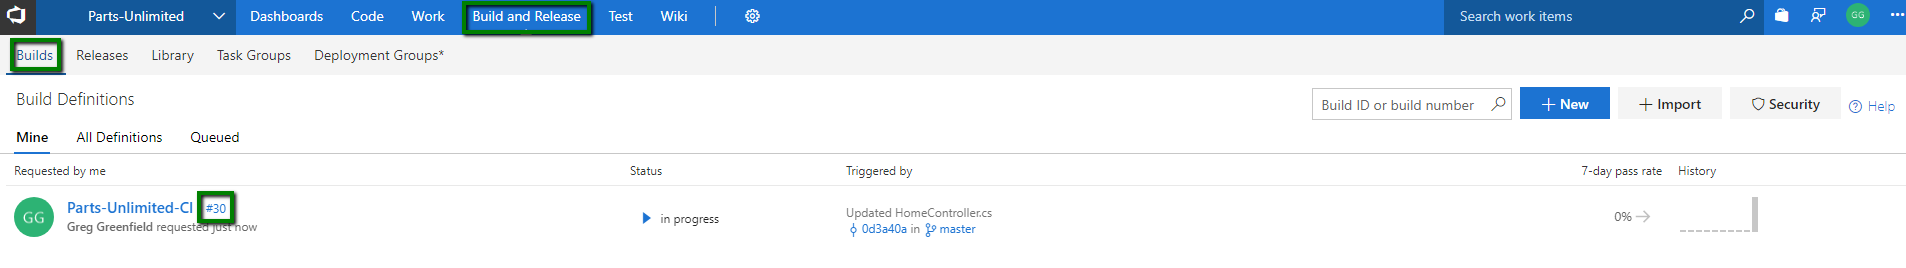 Parts-Unlimited Dashboards Code Work Build and Release Test Wiki Search work items GG
Builds Releases Library Task Groups Deployment Groups*
Build Definitions Build ID or build number + New + Import Security ? Help
Mine All Definitions Queued
Requested by me Status Triggered by 7-day pass rate History
GG Parts-Unlimited-CI #30 in progress Updated HomeController.cs 0% →
Greg Greenfield requested just now 0d3a40a in master